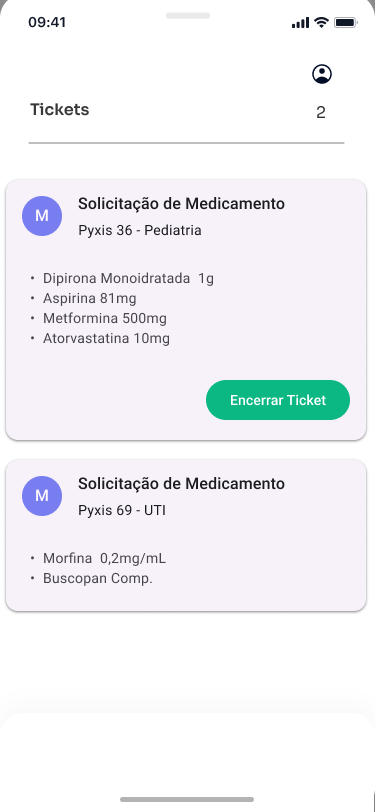 09:41
Tickets
2
M
Solicitação de Medicamento
Pyxis 36 - Pediatria
• Dipirona Monoidratada  1g
• Aspirina 81mg
• Metformina 500mg
• Atorvastatina 10mg
Encerrar Ticket
M
Solicitação de Medicamento
Pyxis 69 - UTI
• Morfina  0,2mg/mL
• Buscopan Comp.